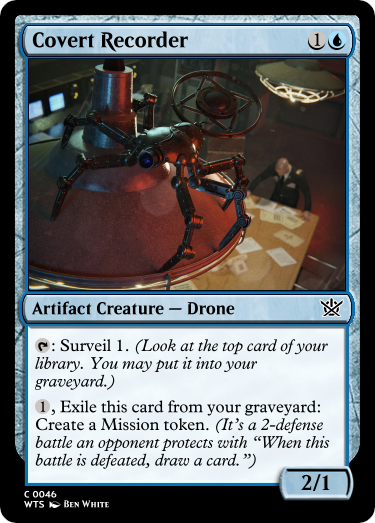 Covert Recorder 1
Artifact Creature — Drone
: Surveil 1. (Look at the top card of your
library. You may put it into your
graveyard.)
1, Exile this card from your graveyard:
Create a Mission token. (It's a 2-defense
battle an opponent protects with “When this
battle is defeated, draw a card.”)
2/1
C 0046
WTS BEN WHITE